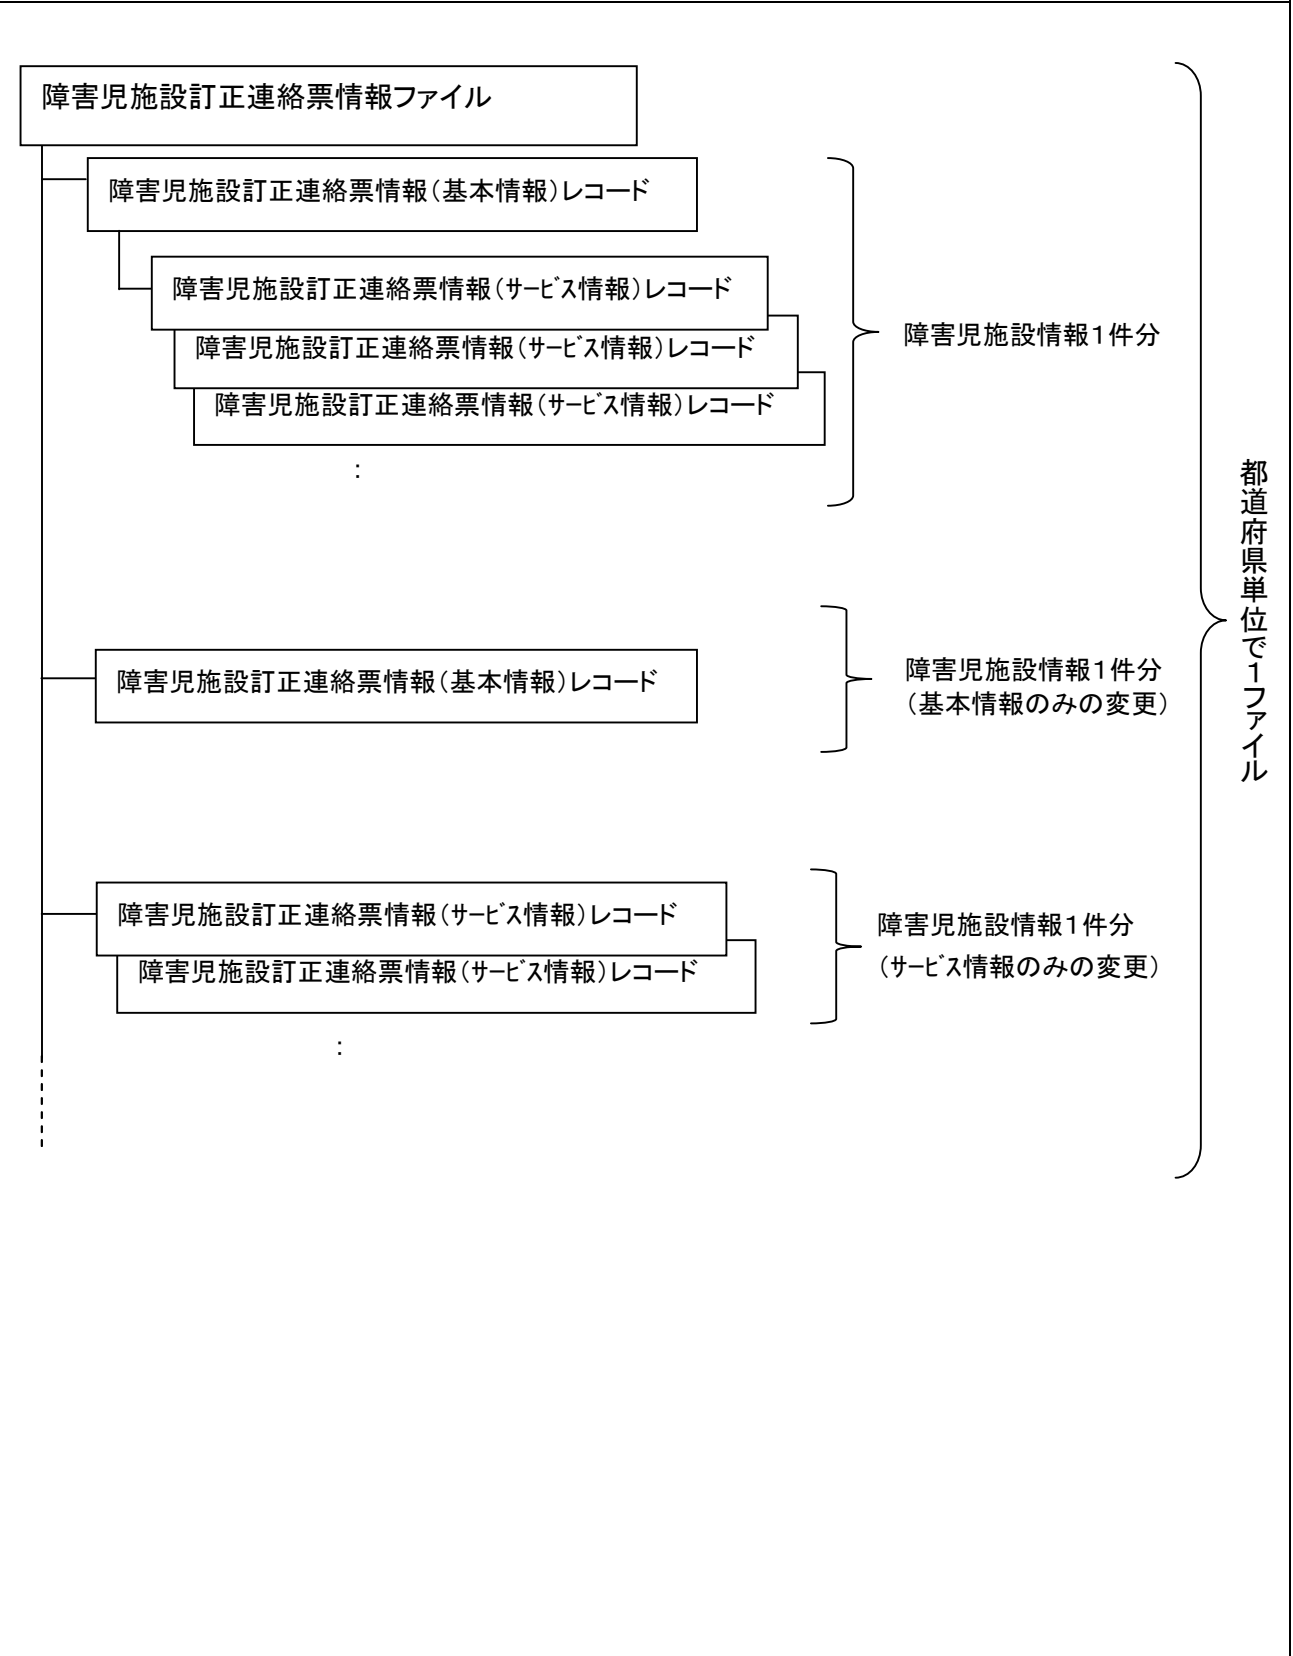 障害児施設訂正連絡票情報ファイル
障害児施設訂正連絡票情報（基本情報）レコード
障害児施設訂正連絡票情報（ｻｰﾋﾞｽ情報）レコード
障害児施設訂正連絡票情報（ｻｰﾋﾞｽ情報）レコード
障害児施設訂正連絡票情報（ｻｰﾋﾞｽ情報）レコード
：
障害児施設情報１件分
障害児施設訂正連絡票情報（基本情報）レコード
障害児施設情報１件分
（基本情報のみの変更）
障害児施設訂正連絡票情報（ｻｰﾋﾞｽ情報）レコード
障害児施設訂正連絡票情報（ｻｰﾋﾞｽ情報）レコード
：
障害児施設情報１件分
（ｻｰﾋﾞｽ情報のみの変更）
都道府県単位で１ファイル